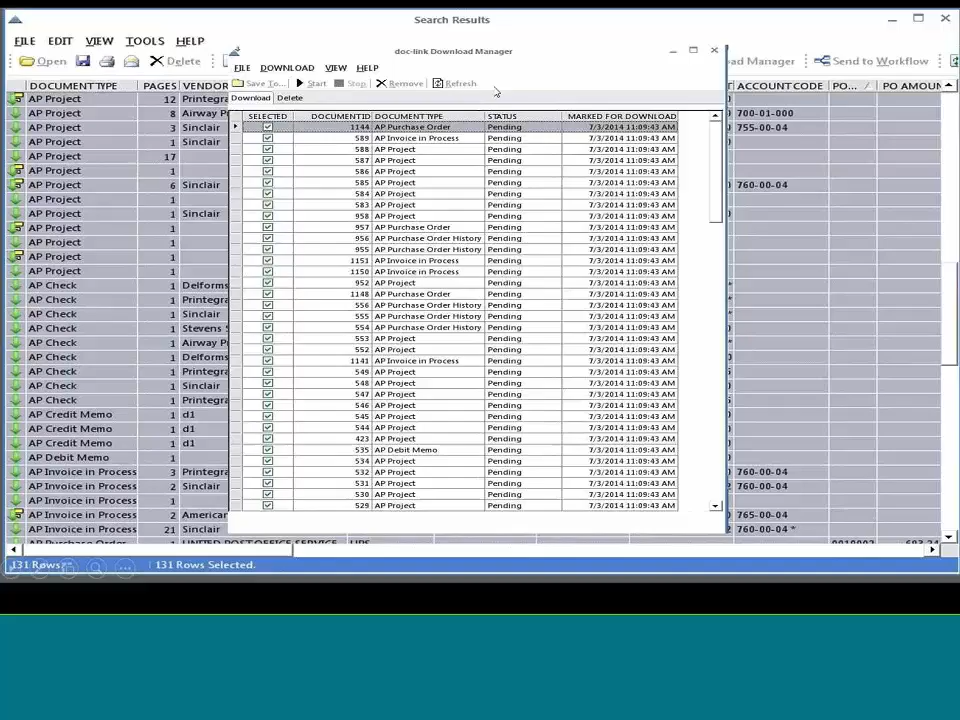 Search Results
FILE EDIT VIEW TOOLS HELP
Open Delete
ad Manager Send to Workflow
DOCUMENT TYPE PAGES VENDOR
ACCOUNT CODE PO... PO AMOUN
AP Project 12 Printegra
AP Project 8 Airway P 700-01-000
AP Project 3 Sinclair 755-00-04
AP Project 1 Sinclair
AP Project 17
AP Project 1
AP Project 6 Sinclair 760-00-04
AP Project 1
AP Project 1 Sinclair
AP Project 1
AP Project 1
AP Project 1
AP Project 1
AP Check 1 Delforms
AP Check 1 Printegra
AP Check 1 Sinclair
AP Check 1 Stevens S
AP Check 1 Airway P
AP Check 1 Delforms
AP Check 1 Printegra
AP Check 1 Sinclair
AP Check 1 Printegra
AP Credit Memo 1 d1
AP Credit Memo 1 d1
AP Credit Memo 1 d1
AP Debit Memo 1
AP Invoice in Process 3 Printegra 760-00-04
AP Invoice in Process 2 Sinclair 760-00-04
AP Invoice in Process 1
AP Invoice in Process 2 American 765-00-04
AP Invoice in Process 21 Sinclair 760-00-04 *
AP Purchase Order 1 UNITED POST OFFICE SERVICE UPS
131 Rows 131 Rows Selected.
doc-link Download Manager
FILE DOWNLOAD VIEW HELP
Save To... Start Stop Remove Refresh
Download Delete
SELECTED DOCUMENTID DOCUMENT TYPE STATUS MARKED FOR DOWNLOAD
1144 AP Purchase Order Pending 7/3/2014 11:09:43 AM
589 AP Invoice in Process Pending 7/3/2014 11:09:43 AM
588 AP Project Pending 7/3/2014 11:09:43 AM
587 AP Project Pending 7/3/2014 11:09:43 AM
586 AP Project Pending 7/3/2014 11:09:43 AM
585 AP Project Pending 7/3/2014 11:09:43 AM
584 AP Project Pending 7/3/2014 11:09:43 AM
583 AP Project Pending 7/3/2014 11:09:43 AM
958 AP Project Pending 7/3/2014 11:09:43 AM
957 AP Purchase Order Pending 7/3/2014 11:09:43 AM
956 AP Purchase Order History Pending 7/3/2014 11:09:43 AM
955 AP Purchase Order History Pending 7/3/2014 11:09:43 AM
1151 AP Invoice in Process Pending 7/3/2014 11:09:43 AM
1150 AP Invoice in Process Pending 7/3/2014 11:09:43 AM
952 AP Project Pending 7/3/2014 11:09:43 AM
1148 AP Purchase Order Pending 7/3/2014 11:09:43 AM
556 AP Purchase Order History Pending 7/3/2014 11:09:43 AM
555 AP Purchase Order History Pending 7/3/2014 11:09:43 AM
554 AP Purchase Order History Pending 7/3/2014 11:09:43 AM
553 AP Project Pending 7/3/2014 11:09:43 AM
552 AP Project Pending 7/3/2014 11:09:43 AM
1141 AP Invoice in Process Pending 7/3/2014 11:09:43 AM
549 AP Project Pending 7/3/2014 11:09:43 AM
548 AP Project Pending 7/3/2014 11:09:43 AM
547 AP Project Pending 7/3/2014 11:09:43 AM
546 AP Project Pending 7/3/2014 11:09:43 AM
545 AP Project Pending 7/3/2014 11:09:43 AM
544 AP Project Pending 7/3/2014 11:09:43 AM
423 AP Project Pending 7/3/2014 11:09:43 AM
535 AP Debit Memo Pending 7/3/2014 11:09:43 AM
534 AP Project Pending 7/3/2014 11:09:43 AM
532 AP Project Pending 7/3/2014 11:09:43 AM
531 AP Project Pending 7/3/2014 11:09:43 AM
530 AP Project Pending 7/3/2014 11:09:43 AM
529 AP Project Pending 7/3/2014 11:09:43 AM